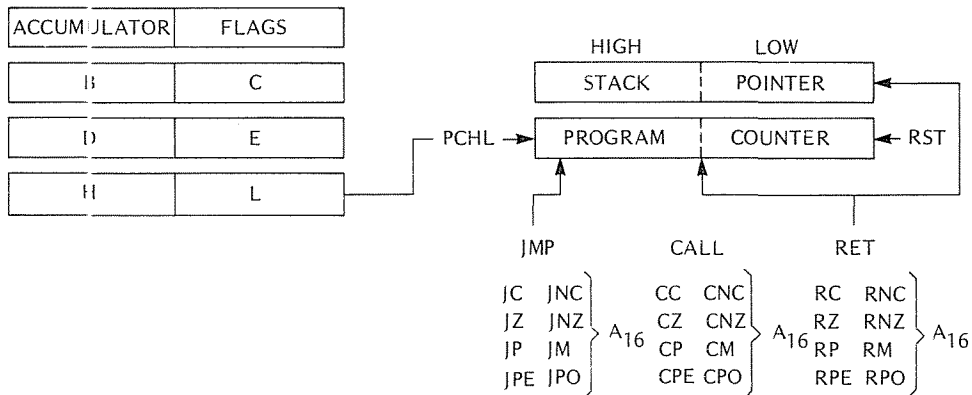 ACCUMULATOR FLAGS
HIGH LOW
B C
STACK POINTER
D E
PCHL PROGRAM COUNTER RST
H L
JMP CALL RET
JC JNC CC CNC RC RNC
JZ JNZ CZ CNZ RZ RNZ
A16 A16 A16
JP JM CP CM RP RM
JPE JPO CPE CPO RPE RPO